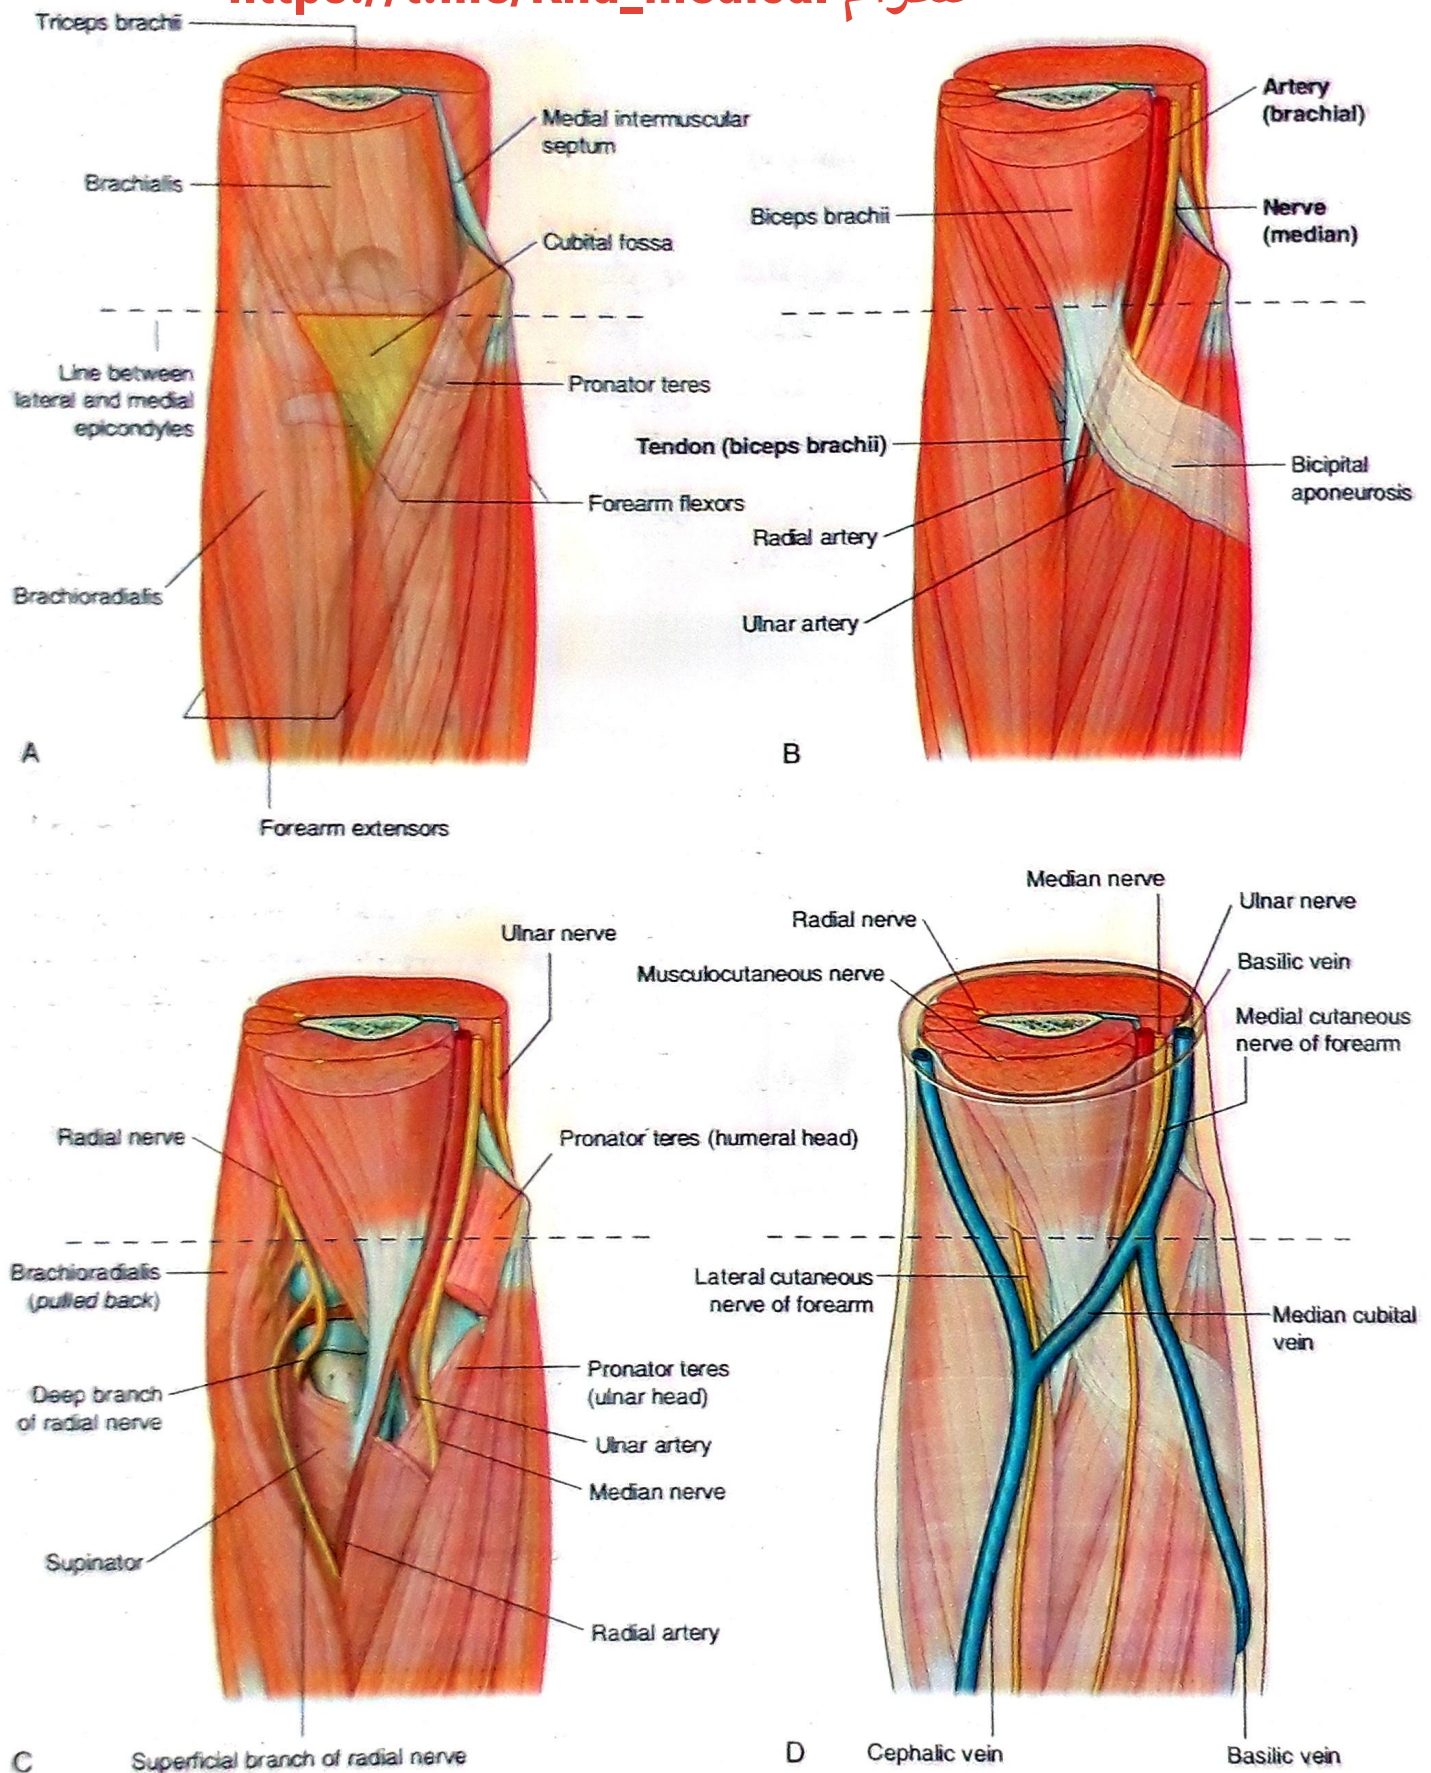 Triceps brachii
Medial intermuscular
septum
Brachialis
Cubital fossa
Line between
lateral and medial
epicondyles
Pronator teres
Forearm flexors
Brachioradialis
A
Forearm extensors
Artery
(brachial)
Biceps brachii
Nerve
(median)
Tendon (biceps brachii)
Bicipital
aponeurosis
Radial artery
Ulnar artery
B
Ulnar nerve
Radial nerve
Pronator teres (humeral head)
Brachioradialis
(pulled back)
Deep branch
of radial nerve
Pronator teres
(ulnar head)
Ulnar artery
Median nerve
Supinator
Radial artery
C
Superficial branch of radial nerve
Median nerve
Radial nerve
Ulnar nerve
Musculocutaneous nerve
Basilic vein
Medial cutaneous
nerve of forearm
Lateral cutaneous
nerve of forearm
Median cubital
vein
D
Cephalic vein
Basilic vein